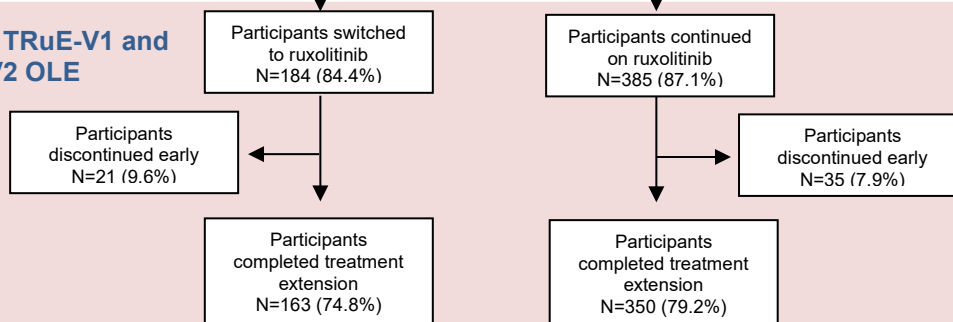 TRuE-V1 and
V2 OLE
Participants switched
to ruxolitinib
N=184 (84.4%)
Participants continued
on ruxolitinib
N=385 (87.1%)
Participants
discontinued early
N=21 (9.6%)
Participants
discontinued early
N=35 (7.9%)
Participants
completed treatment
extension
N=163 (74.8%)
Participants
completed treatment
extension
N=350 (79.2%)